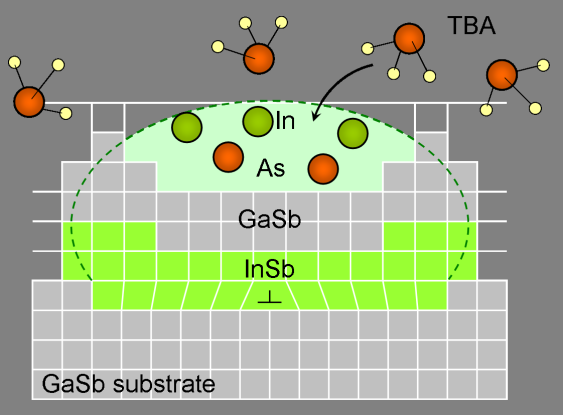 TBA
In
As
GaSb
InSb
GaSb substrate